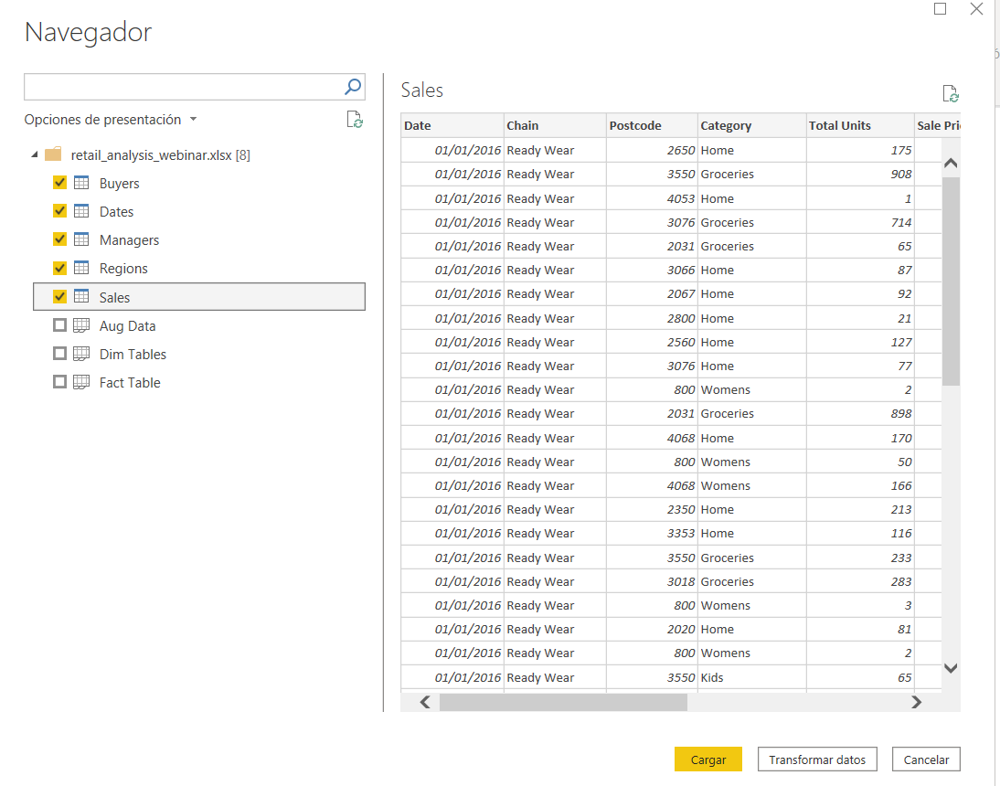 Navegador
Opciones de presentación
retail_analysis_webinar.xlsx [8]
Buyers
Dates
Managers
Regions
Sales
Aug Data
Dim Tables
Fact Table
Sales
Date Chain Postcode Category Total Units Sale Pri
01/01/2016 Ready Wear 2650 Home 175
01/01/2016 Ready Wear 3550 Groceries 908
01/01/2016 Ready Wear 4053 Home 1
01/01/2016 Ready Wear 3076 Groceries 714
01/01/2016 Ready Wear 2031 Groceries 65
01/01/2016 Ready Wear 3066 Home 87
01/01/2016 Ready Wear 2067 Home 92
01/01/2016 Ready Wear 2800 Home 21
01/01/2016 Ready Wear 2560 Home 127
01/01/2016 Ready Wear 3076 Home 77
01/01/2016 Ready Wear 800 Womens 2
01/01/2016 Ready Wear 2031 Groceries 898
01/01/2016 Ready Wear 4068 Home 170
01/01/2016 Ready Wear 800 Womens 50
01/01/2016 Ready Wear 4068 Womens 166
01/01/2016 Ready Wear 2350 Home 213
01/01/2016 Ready Wear 3353 Home 116
01/01/2016 Ready Wear 3550 Groceries 233
01/01/2016 Ready Wear 3018 Groceries 283
01/01/2016 Ready Wear 800 Womens 3
01/01/2016 Ready Wear 2020 Home 81
01/01/2016 Ready Wear 800 Womens 2
01/01/2016 Ready Wear 3550 Kids 65
Cargar Transformar datos Cancelar